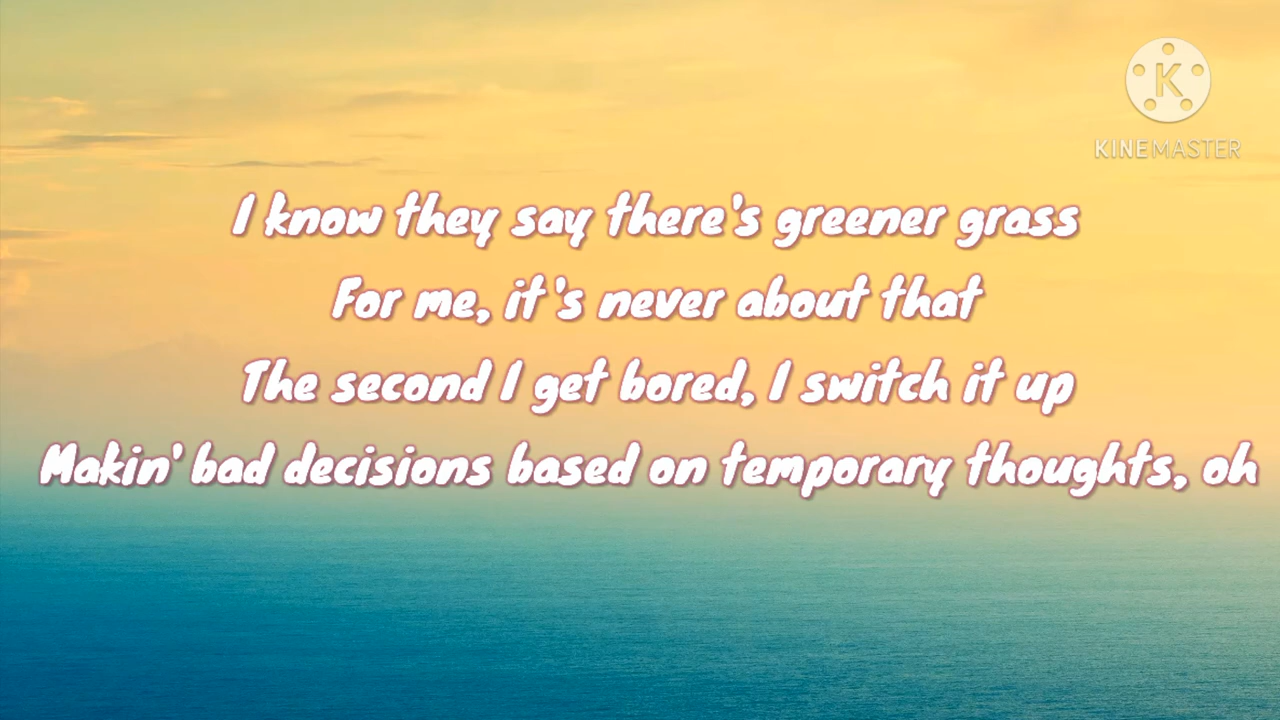 K
KINEMASTER
I know they say there's greener grass
For me, it's never about that
The second I get bored, I switch it up
Makin' bad decisions based on temporary thoughts, oh